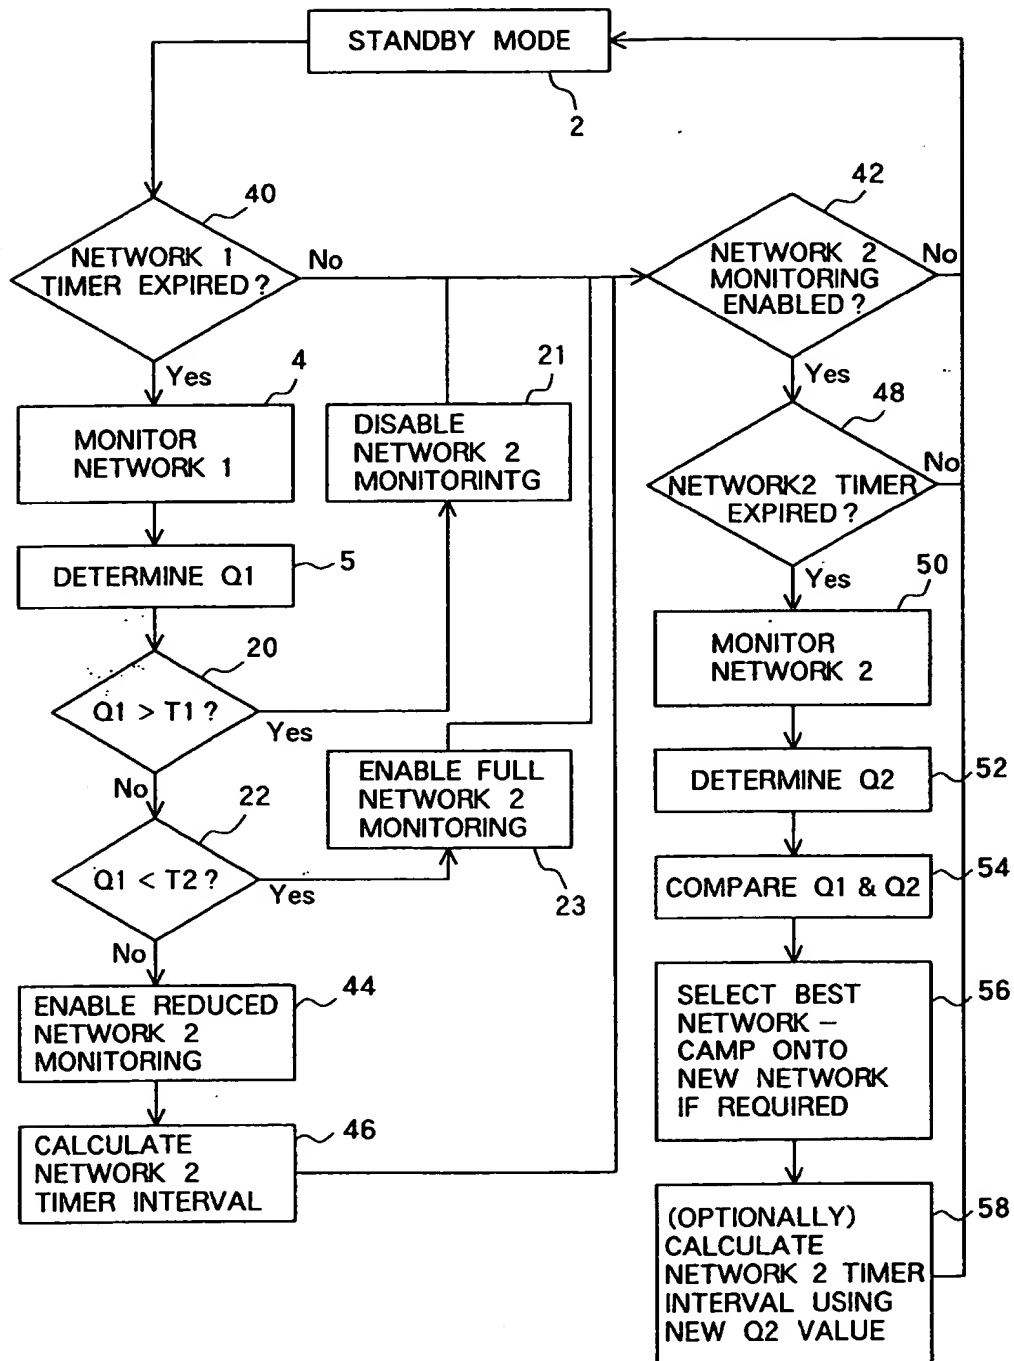 STANDBY MODE
2
40
NETWORK 1
TIMER EXPIRED?
No
Yes
42
NETWORK 2
MONITORING
ENABLED?
No
Yes
4
MONITOR
NETWORK 1
21
DISABLE
NETWORK 2
MONITORINTG
48
NETWORK2 TIMER
EXPIRED?
No
Yes
5
DETERMINE Q1
50
MONITOR
NETWORK 2
20
Q1 > T1?
Yes
No
ENABLE FULL
NETWORK 2
MONITORING
23
DETERMINE Q2
52
22
Q1 < T2?
Yes
No
COMPARE Q1 & Q2
54
ENABLE REDUCED
NETWORK 2
MONITORING
44
SELECT BEST
NETWORK –
CAMP ONTO
NEW NETWORK
IF REQUIRED
56
CALCULATE
NETWORK 2
TIMER INTERVAL
46
(OPTIONALLY)
CALCULATE
NETWORK 2 TIMER
INTERVAL USING
NEW Q2 VALUE
58